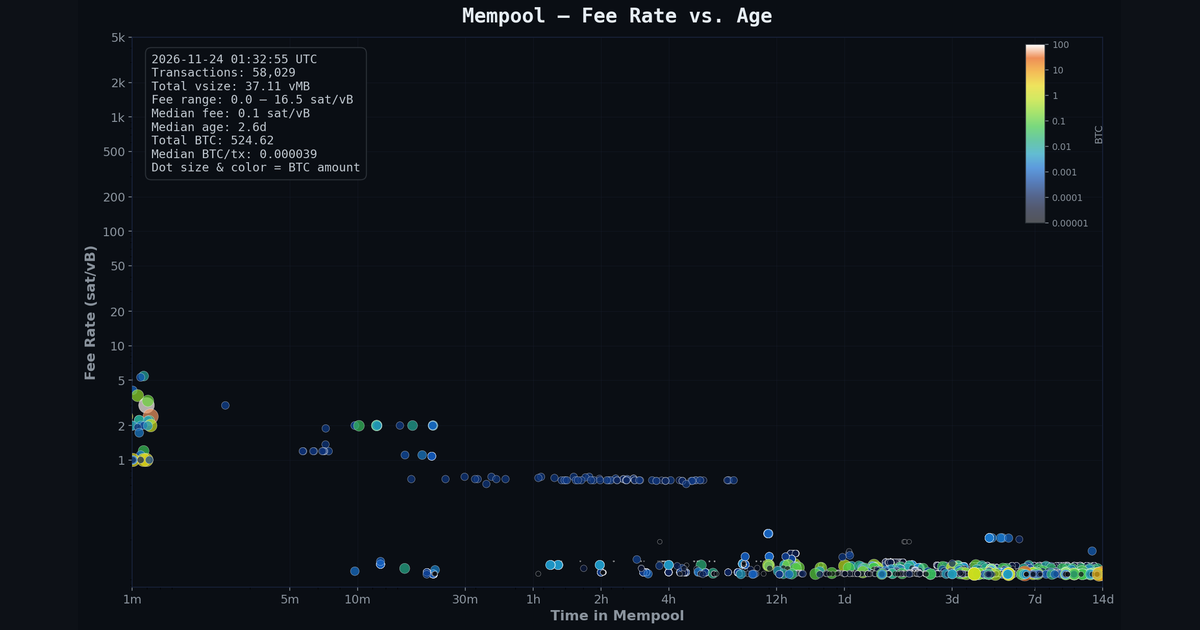 Mempool — Fee Rate vs. Age
2026-11-24 01:32:55 UTC
Transactions: 58,029
Total vsize: 37.11 vMB
Fee range: 0.0 – 16.5 sat/vB
Median fee: 0.1 sat/vB
Median age: 2.6d
Total BTC: 524.62
Median BTC/tx: 0.000039
Dot size & color = BTC amount
100
10
1
0.1
0.01
0.001
0.0001
0.00001
BTC
Fee Rate (sat/vB)
5k
2k
1k
500
200
100
50
20
10
5
2
1
1m
5m
10m
30m
1h
2h
4h
12h
1d
3d
7d
14d
Time in Mempool